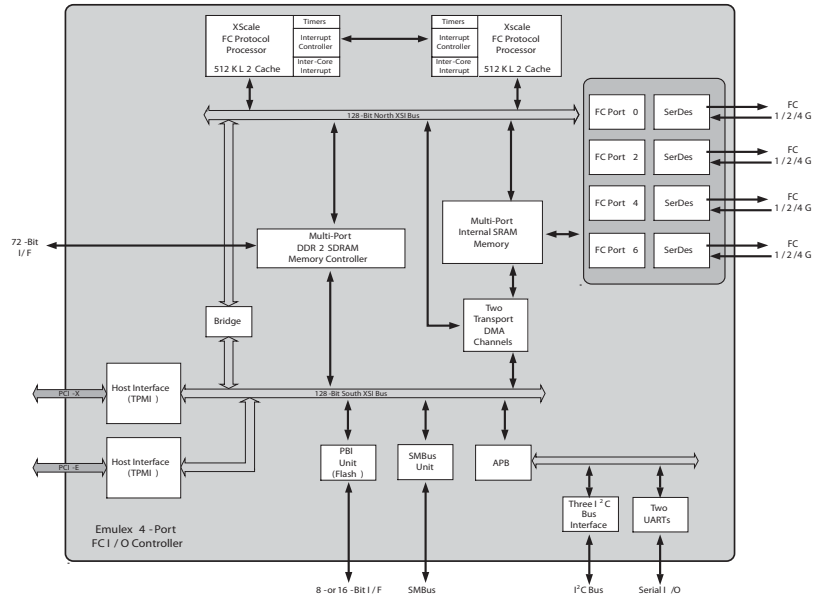 XScale
FC Protocol
Processor
512 K L 2 Cache
Timers
Interrupt
Controller
Inter-Core
Interrupt
Timers
Interrupt
Controller
Inter-Core
Interrupt
XScale
FC Protocol
Processor
512 K L 2 Cache
128-Bit North XSI Bus
FC Port 0
SerDes
FC
1 / 2 /4 G
FC Port 2
SerDes
FC
1 / 2 /4 G
FC Port 4
SerDes
FC
1 / 2 /4 G
FC Port 6
SerDes
FC
1 / 2 /4 G
72 -Bit
I / F
Multi-Port
DDR 2 SDRAM
Memory Controller
Multi-Port
Internal SRAM
Memory
Bridge
Two
Transport
DMA
Channels
PCI -X
Host Interface
(TPMI )
128-Bit South XSI Bus
PCI -E
Host Interface
(TPMI )
PBI
Unit
(Flash )
SMBus
Unit
APB
Three I 2 C
Bus
Interface
Two
UARTs
Emulex 4 -Port
FC I / O Controller
8 -or 16 -Bit I / F
SMBus
I2C Bus
Serial I /O